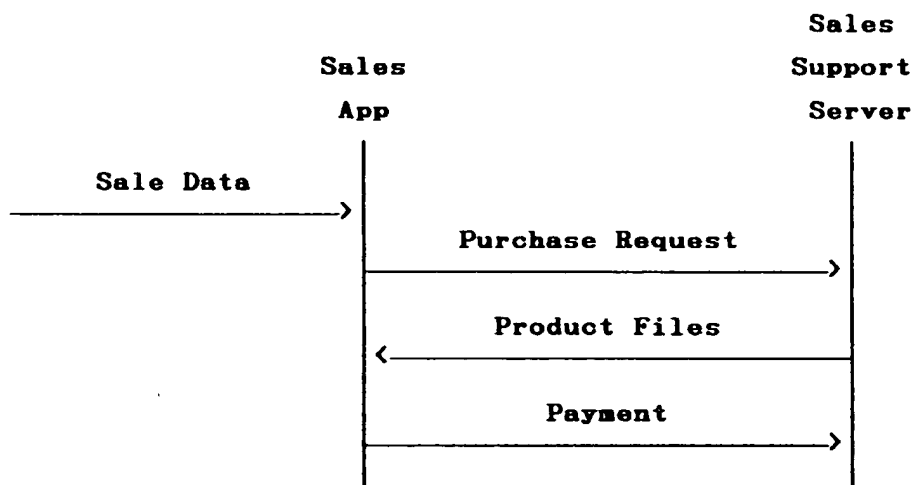 Sales
Sales Support
App Server
Sale Data
Purchase Request
Product Files
Payment